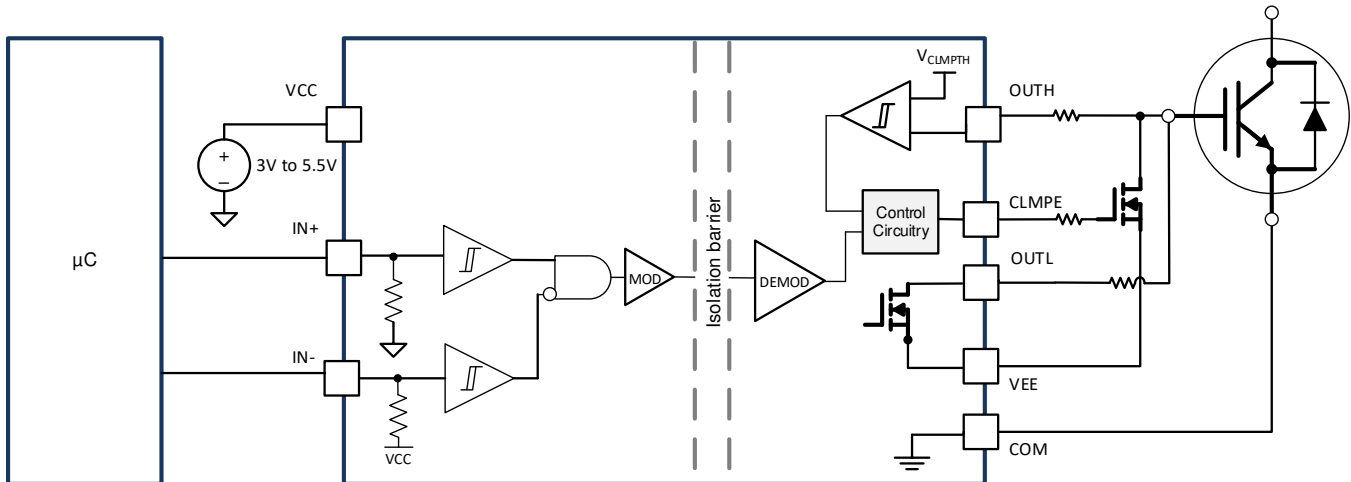 VCLMPTH
VCC
OUTH
+
3V to 5.5V
−
CLMPE
Control
Circuitry
IN+
µC
OUTL
MOD
Isolation barrier
DEMOD
IN-
VEE
COM
VCC